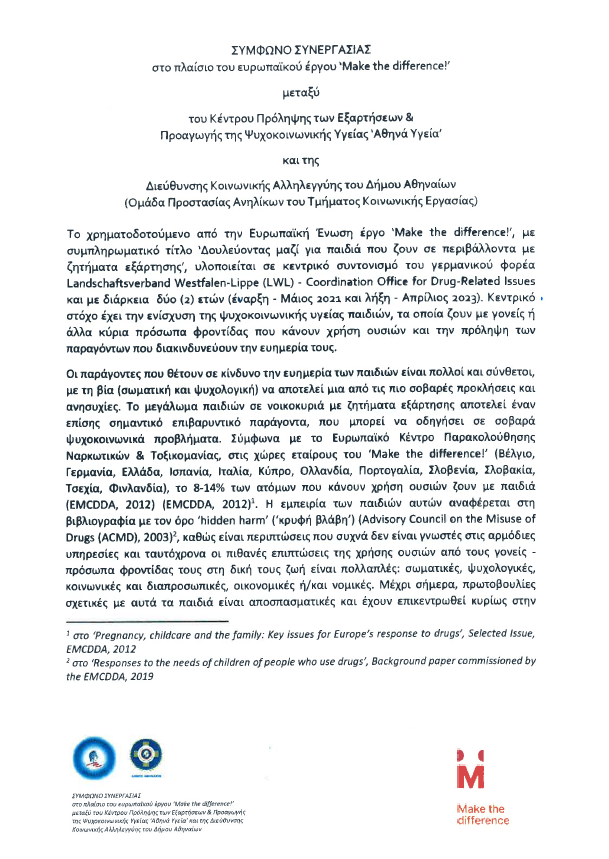 ΣΥΜΦΩΝΟ ΣΥΝΕΡΓΑΣΙΑΣ
στο πλαίσιο του ευρωπαϊκού έργου ‘Make the difference!’
μεταξύ
του Κέντρου Πρόληψης των Εξαρτήσεων &
Προαγωγής της Ψυχοκοινωνικής Υγείας ‘Αθηνά Υγεία’
και της
Διεύθυνσης Κοινωνικής Αλληλεγγύης του Δήμου Αθηναίων
(Ομάδα Προστασίας Ανηλίκων του Τμήματος Κοινωνικής Εργασίας)
Το χρηματοδοτούμενο από την Ευρωπαϊκή Ένωση έργο ‘Make the difference!’, με
συμπληρωματικό τίτλο ‘Δουλεύοντας μαζί για παιδιά που ζουν σε περιβάλλοντα με
ζητήματα εξάρτησης’, υλοποιείται σε κεντρικό συντονισμό του γερμανικού φορέα
Landschaftsverband Westfalen-Lippe (LWL) - Coordination Office for Drug-Related Issues
και με διάρκεια δύο (2) ετών (έναρξη - Μάιος 2021 και λήξη - Απρίλιος 2023). Κεντρικό
στόχο έχει την ενίσχυση της ψυχοκοινωνικής υγείας παιδιών, τα οποία ζουν με γονείς ή
άλλα κύρια πρόσωπα φροντίδας που κάνουν χρήση ουσιών και την πρόληψη των
παραγόντων που διακινδυνεύουν την ευημερία τους.
Οι παράγοντες που θέτουν σε κίνδυνο την ευημερία των παιδιών είναι πολλοί και σύνθετοι,
με τη βία (σωματική και ψυχολογική) να αποτελεί μια από τις πιο σοβαρές προκλήσεις και
ανησυχίες. Το μεγάλωμα παιδιών σε νοικοκυριά με ζητήματα εξάρτησης αποτελεί έναν
επίσης σημαντικό επιβαρυντικό παράγοντα, που μπορεί να οδηγήσει σε σοβαρά
ψυχοκοινωνικά προβλήματα. Σύμφωνα με το Ευρωπαϊκό Κέντρο Παρακολούθησης
Ναρκωτικών & Τοξικομανίας, στις χώρες εταίρους του ‘Make the difference!’ (Βέλγιο,
Γερμανία, Ελλάδα, Ισπανία, Ιταλία, Κύπρο, Ολλανδία, Πορτογαλία, Σλοβενία, Σλοβακία,
Τσεχία, Φινλανδία), το 8-14% των ατόμων που κάνουν χρήση ουσιών ζουν με παιδιά
(EMCDDA, 2012) (EMCDDA, 2012)¹. Η εμπειρία των παιδιών αυτών αναφέρεται στη
βιβλιογραφία με τον όρο ‘hidden harm’ (‘κρυφή βλάβη’) (Advisory Council on the Misuse of
Drugs (ACMD), 2003)², καθώς είναι περιπτώσεις που συχνά δεν είναι γνωστές στις αρμόδιες
υπηρεσίες και ταυτόχρονα οι πιθανές επιπτώσεις της χρήσης ουσιών από τους γονείς -
πρόσωπα φροντίδας τους στη δική τους ζωή είναι πολλαπλές: σωματικές, ψυχολογικές,
κοινωνικές και διαπροσωπικές, οικονομικές ή/και νομικές. Μέχρι σήμερα, πρωτοβουλίες
σχετικές με αυτά τα παιδιά είναι αποσπασματικές και έχουν επικεντρωθεί κυρίως στην
¹ στο ‘Pregnancy, childcare and the family: Key issues for Europe's response to drugs’, Selected Issue,
EMCDDA, 2012
² στο ‘Responses to the needs of children of people who use drugs’, Background paper commissioned by
the EMCDDA, 2019
ΔΗΜΟΣ ΑΘΗΝΑΙΩΝ
ΣΥΜΦΩΝΟ ΣΥΝΕΡΓΑΣΙΑΣ
στο πλαίσιο του ευρωπαϊκού έργου ‘Make the difference!’
μεταξύ του Κέντρου Πρόληψης των Εξαρτήσεων & Προαγωγής
της Ψυχοκοινωνικής Υγείας ‘Αθηνά Υγεία’ και της Διεύθυνσης
Κοινωνικής Αλληλεγγύης του Δήμου Αθηναίων
M
Make the
difference